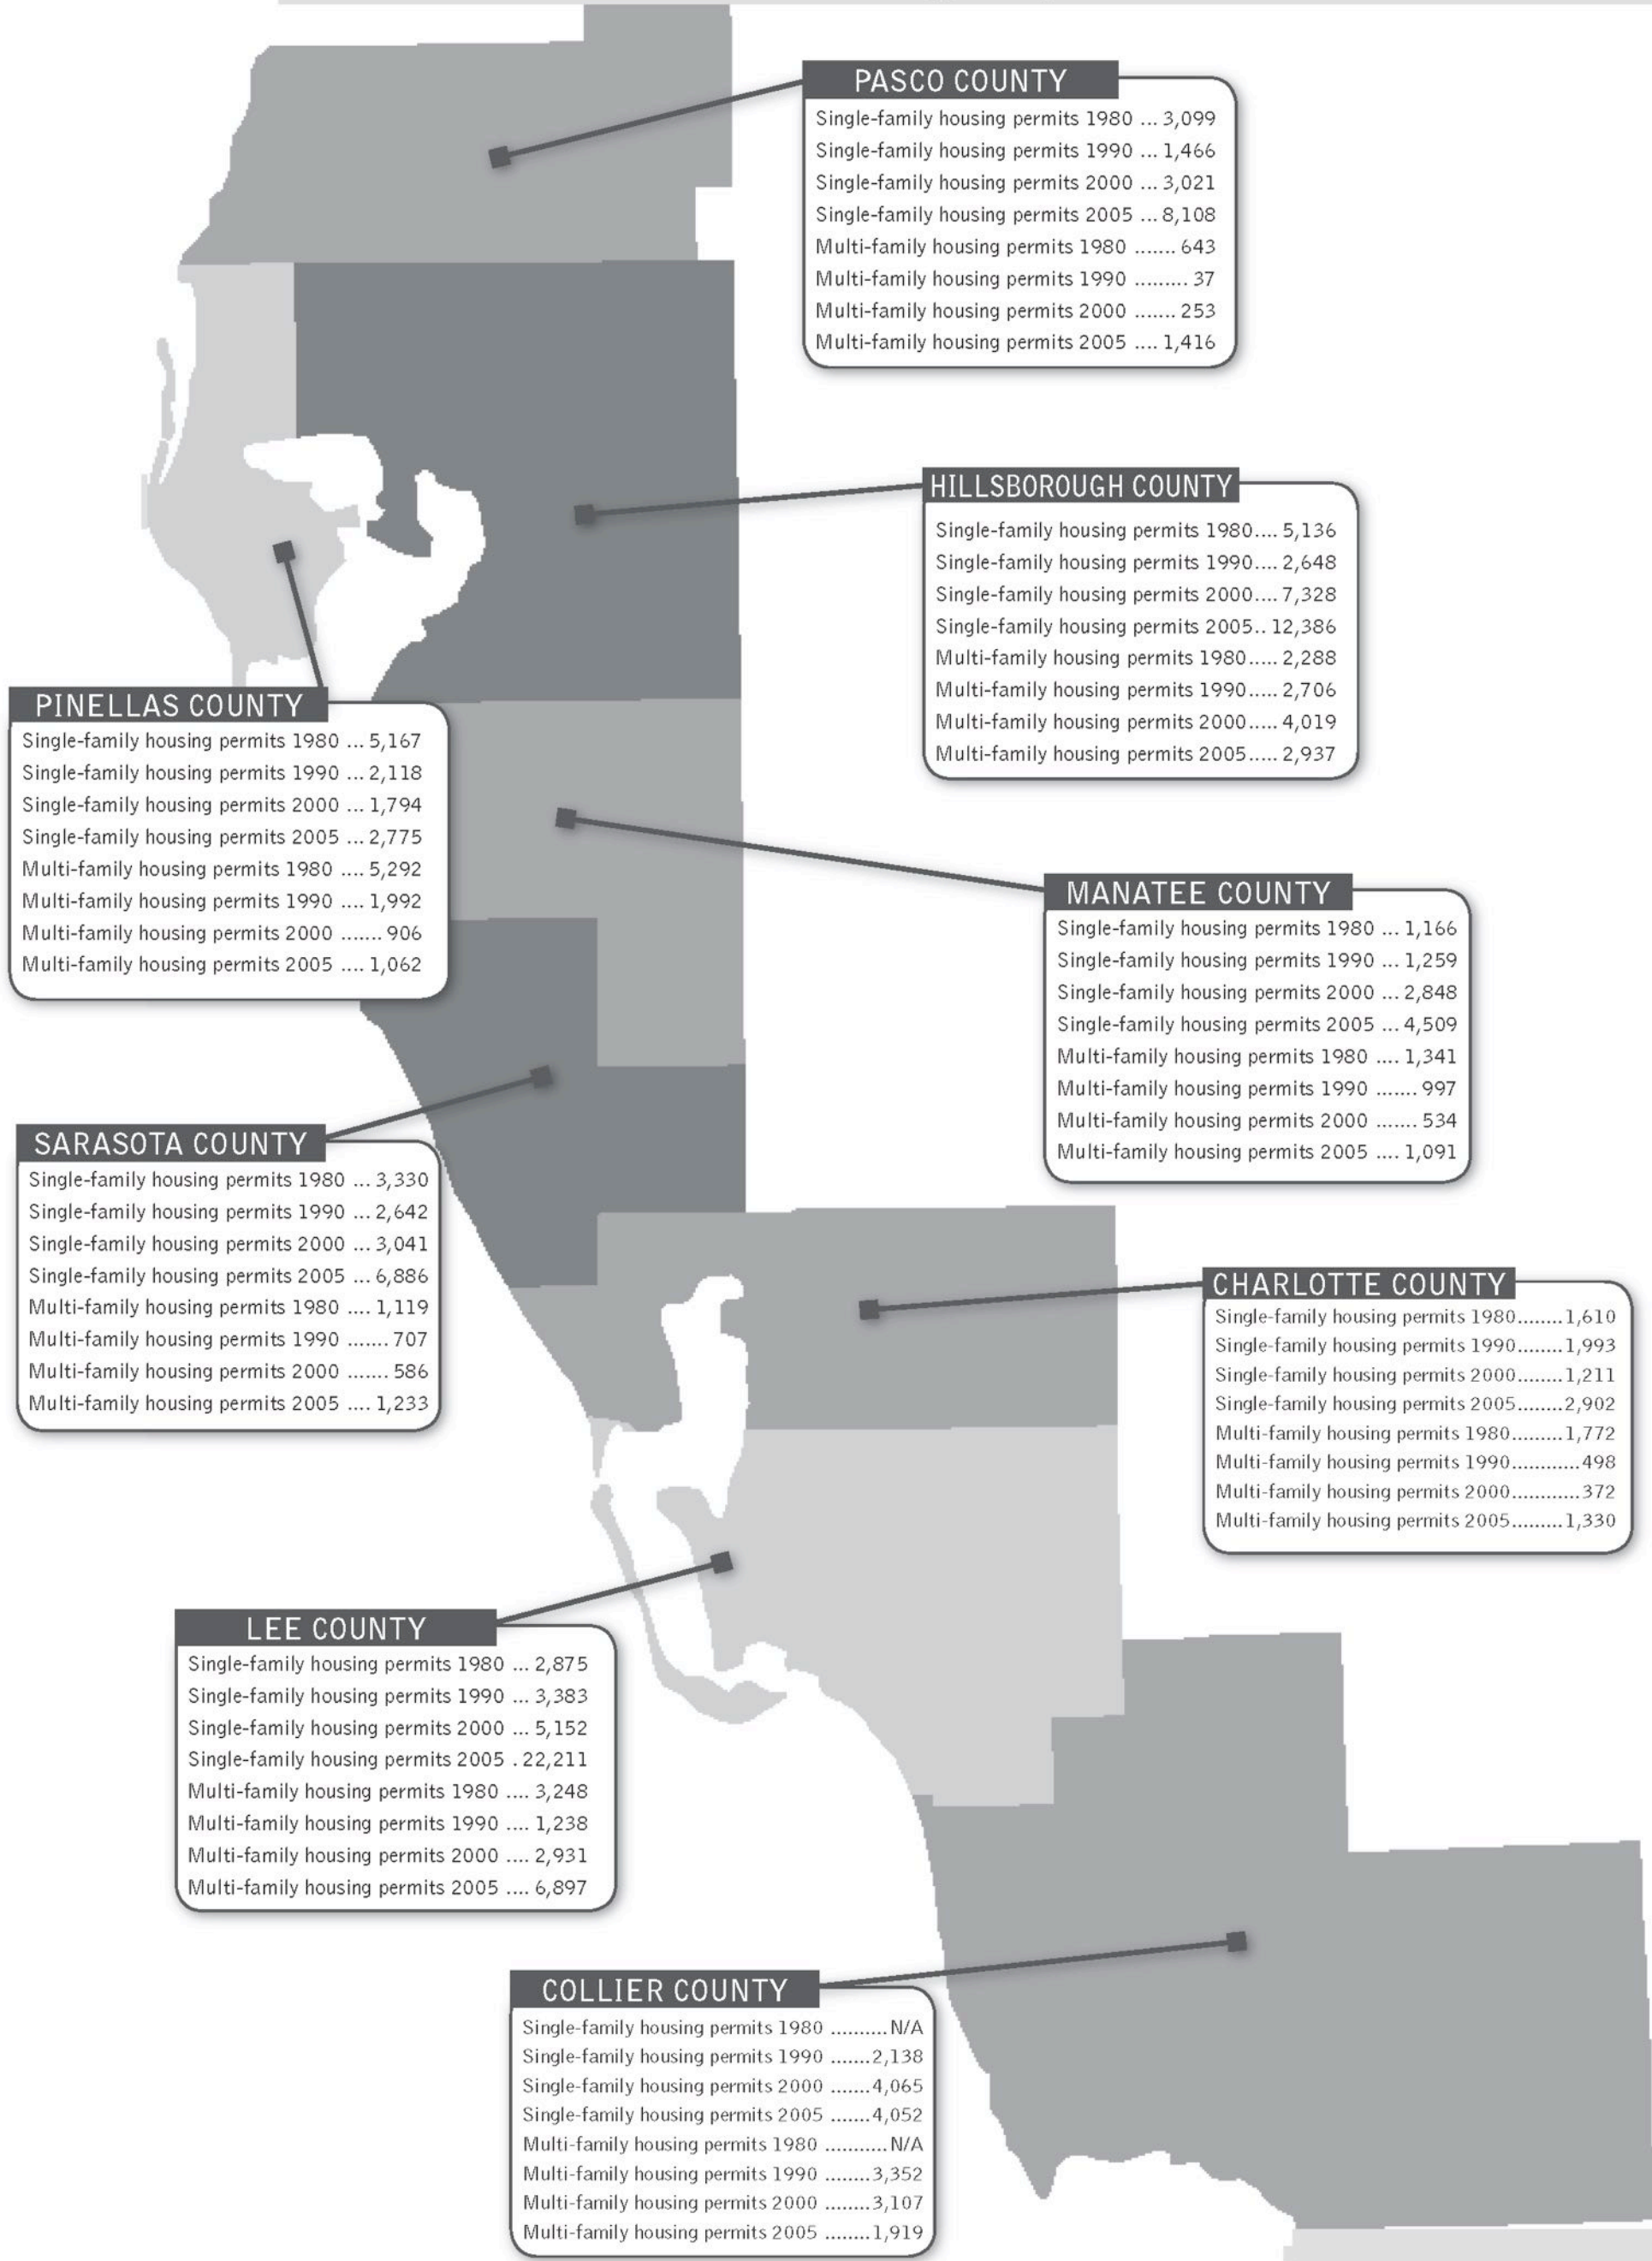 PASCO COUNTY
Single-family housing permits 1980 ... 3,099
Single-family housing permits 1990 ... 1,466
Single-family housing permits 2000 ... 3,021
Single-family housing permits 2005 ... 8,108
Multi-family housing permits 1980 ....... 643
Multi-family housing permits 1990 ......... 37
Multi-family housing permits 2000 ....... 253
Multi-family housing permits 2005 .... 1,416
HILLSBOROUGH COUNTY
Single-family housing permits 1980.... 5,136
Single-family housing permits 1990.... 2,648
Single-family housing permits 2000.... 7,328
Single-family housing permits 2005.. 12,386
Multi-family housing permits 1980..... 2,288
Multi-family housing permits 1990..... 2,706
Multi-family housing permits 2000..... 4,019
Multi-family housing permits 2005..... 2,937
PINELLAS COUNTY
Single-family housing permits 1980 ... 5,167
Single-family housing permits 1990 ... 2,118
Single-family housing permits 2000 ... 1,794
Single-family housing permits 2005 ... 2,775
Multi-family housing permits 1980 .... 5,292
Multi-family housing permits 1990 .... 1,992
Multi-family housing permits 2000 ....... 906
Multi-family housing permits 2005 .... 1,062
MANATEE COUNTY
Single-family housing permits 1980 ... 1,166
Single-family housing permits 1990 ... 1,259
Single-family housing permits 2000 ... 2,848
Single-family housing permits 2005 ... 4,509
Multi-family housing permits 1980 .... 1,341
Multi-family housing permits 1990 ....... 997
Multi-family housing permits 2000 ....... 534
Multi-family housing permits 2005 .... 1,091
SARASOTA COUNTY
Single-family housing permits 1980 ... 3,330
Single-family housing permits 1990 ... 2,642
Single-family housing permits 2000 ... 3,041
Single-family housing permits 2005 ... 6,886
Multi-family housing permits 1980 .... 1,119
Multi-family housing permits 1990 ....... 707
Multi-family housing permits 2000 ....... 586
Multi-family housing permits 2005 .... 1,233
CHARLOTTE COUNTY
Single-family housing permits 1980........1,610
Single-family housing permits 1990........1,993
Single-family housing permits 2000........1,211
Single-family housing permits 2005........2,902
Multi-family housing permits 1980.........1,772
Multi-family housing permits 1990............498
Multi-family housing permits 2000............372
Multi-family housing permits 2005.........1,330
LEE COUNTY
Single-family housing permits 1980 ... 2,875
Single-family housing permits 1990 ... 3,383
Single-family housing permits 2000 ... 5,152
Single-family housing permits 2005 . 22,211
Multi-family housing permits 1980 .... 3,248
Multi-family housing permits 1990 .... 1,238
Multi-family housing permits 2000 .... 2,931
Multi-family housing permits 2005 .... 6,897
COLLIER COUNTY
Single-family housing permits 1980 ..........N/A
Single-family housing permits 1990 .......2,138
Single-family housing permits 2000 .......4,065
Single-family housing permits 2005 .......4,052
Multi-family housing permits 1980 ...........N/A
Multi-family housing permits 1990 ........3,352
Multi-family housing permits 2000 ........3,107
Multi-family housing permits 2005 ........1,919